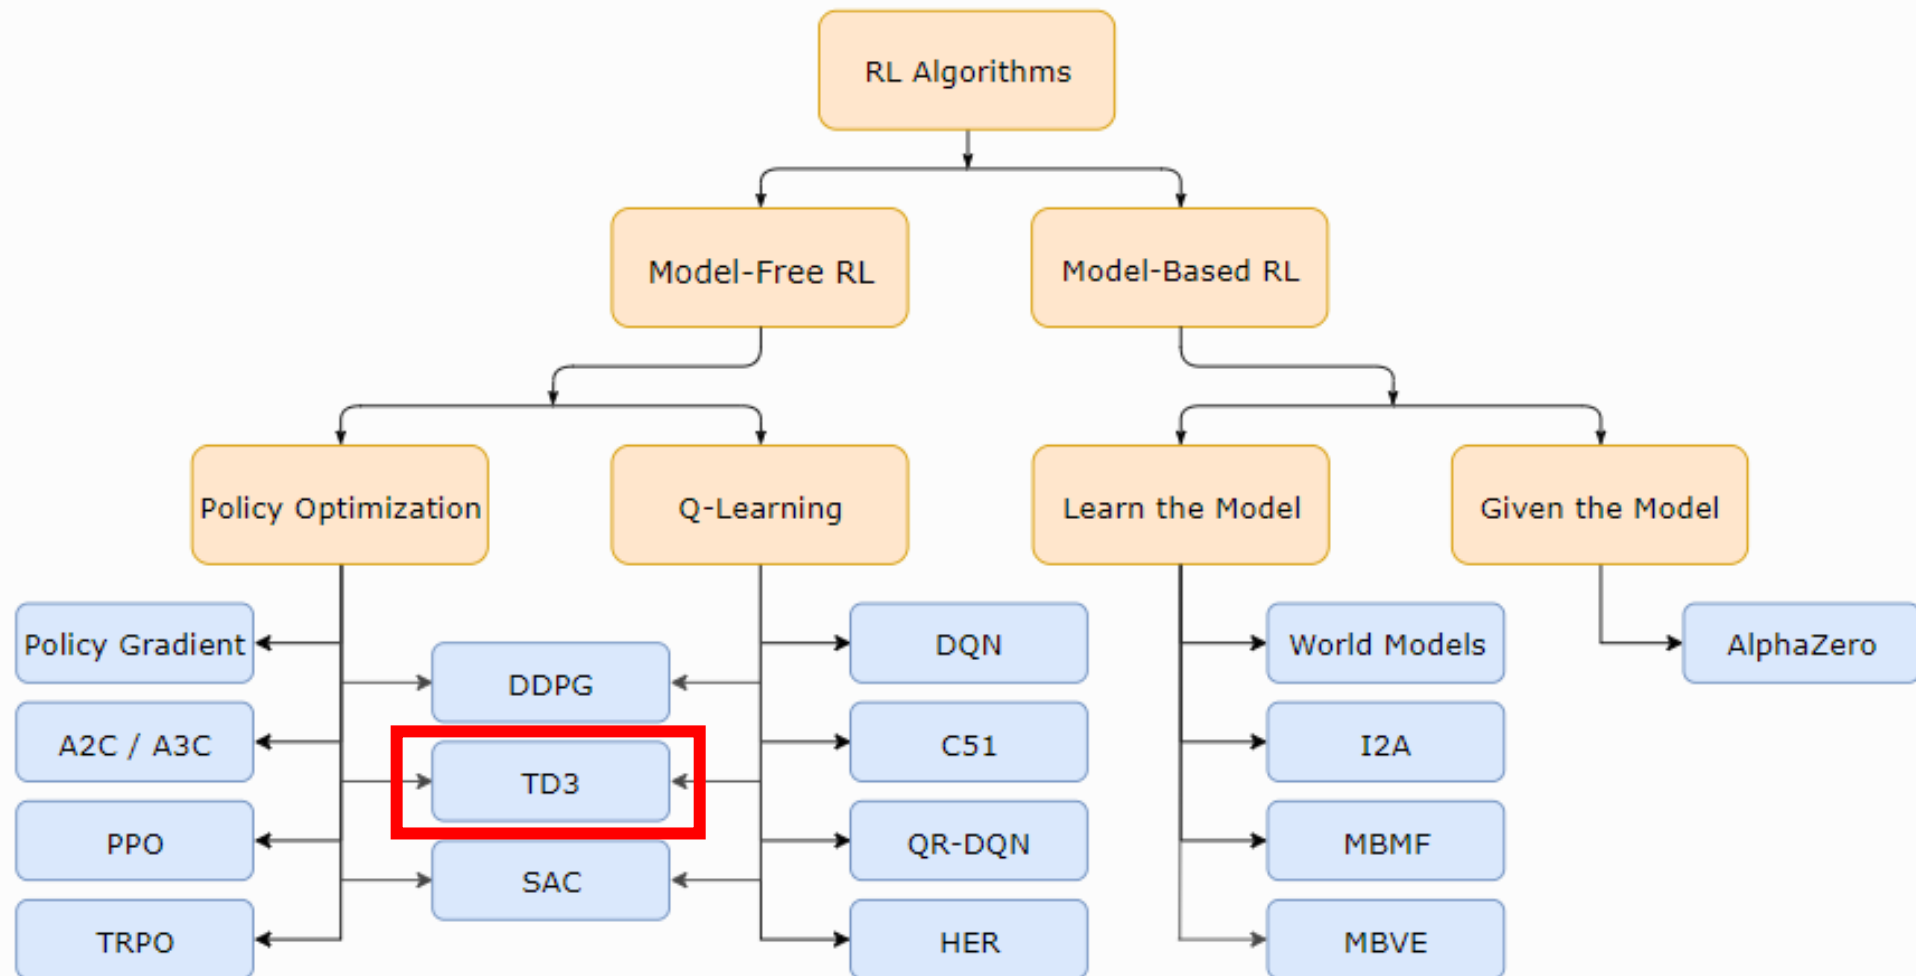 RL Algorithms
Model-Free RL
Model-Based RL
Policy Optimization
Q-Learning
Learn the Model
Given the Model
Policy Gradient
DDPG
DQN
World Models
AlphaZero
A2C / A3C
TD3
C51
I2A
PPO
SAC
QR-DQN
MBMF
TRPO
HER
MBVE